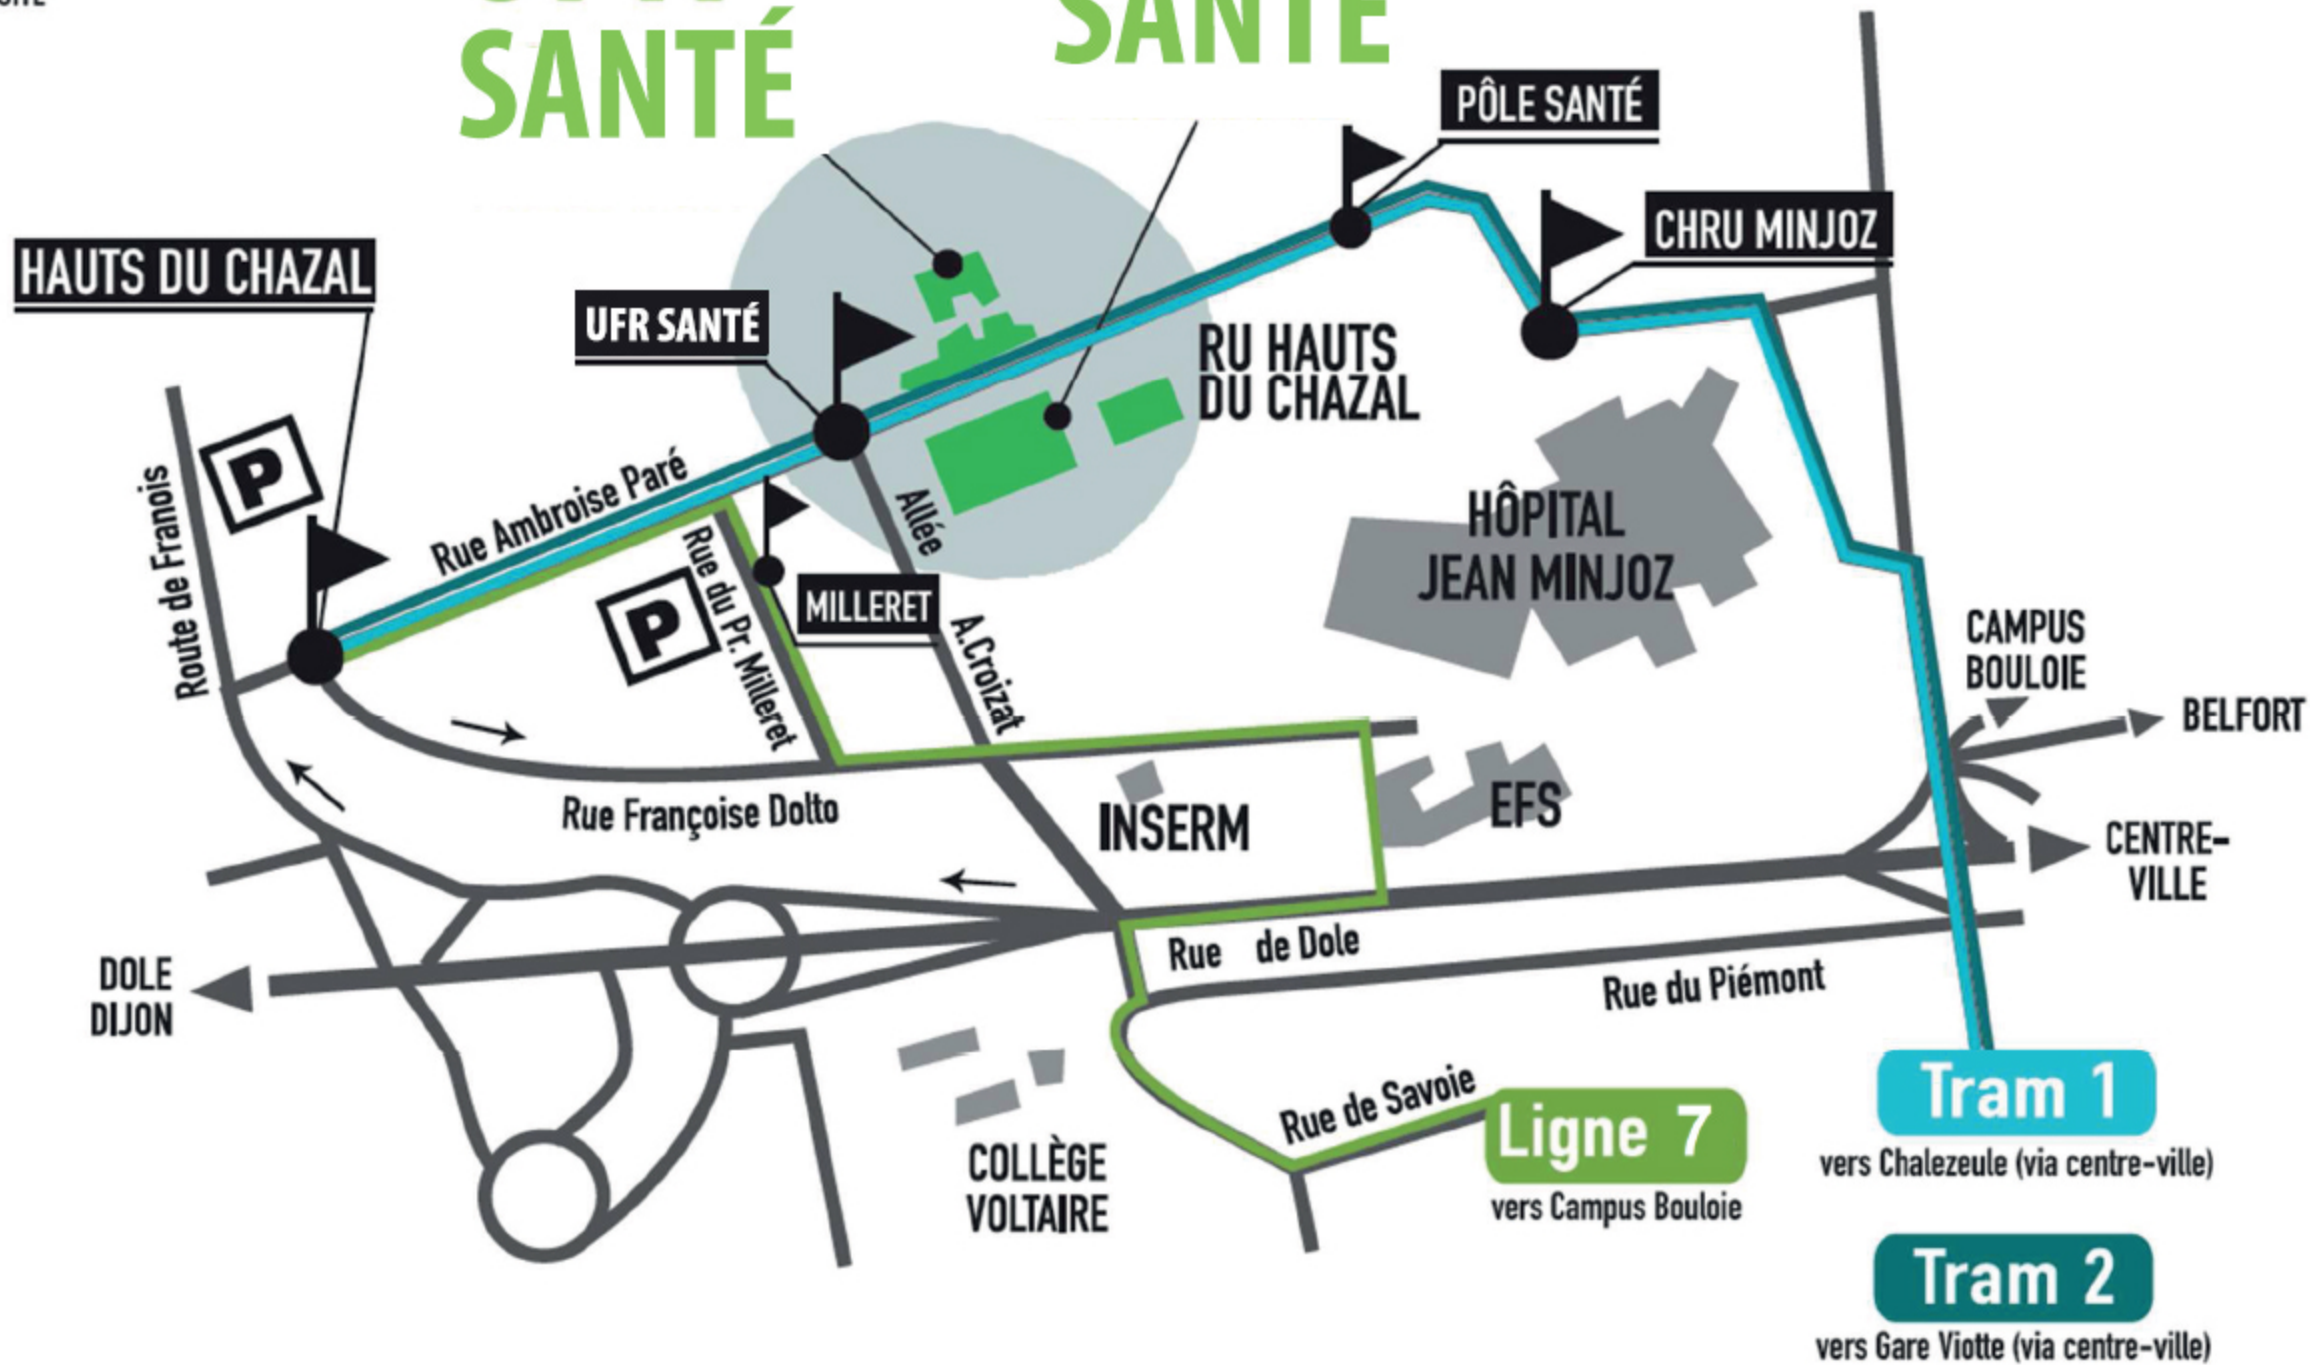 SANTÉ
SANTÉ
PÔLE SANTÉ
CHRU MINJOZ
HAUTS DU CHAZAL
UFR SANTÉ
RU HAUTS
DU CHAZAL
P
Route de Franois
Rue Ambroise Paré
Allée
A.Croizat
HÔPITAL
JEAN MINJOZ
P
Rue du Pr. Milleret
MILLERET
CAMPUS
BOULOIE
BELFORT
Rue Françoise Dolto
INSERM
EFS
CENTRE-
VILLE
DOLE
DIJON
Rue de Dole
Rue du Piémont
Rue de Savoie
COLLÈGE
VOLTAIRE
Ligne 7
vers Campus Bouloie
Tram 1
vers Chalezeule (via centre-ville)
Tram 2
vers Gare Viotte (via centre-ville)